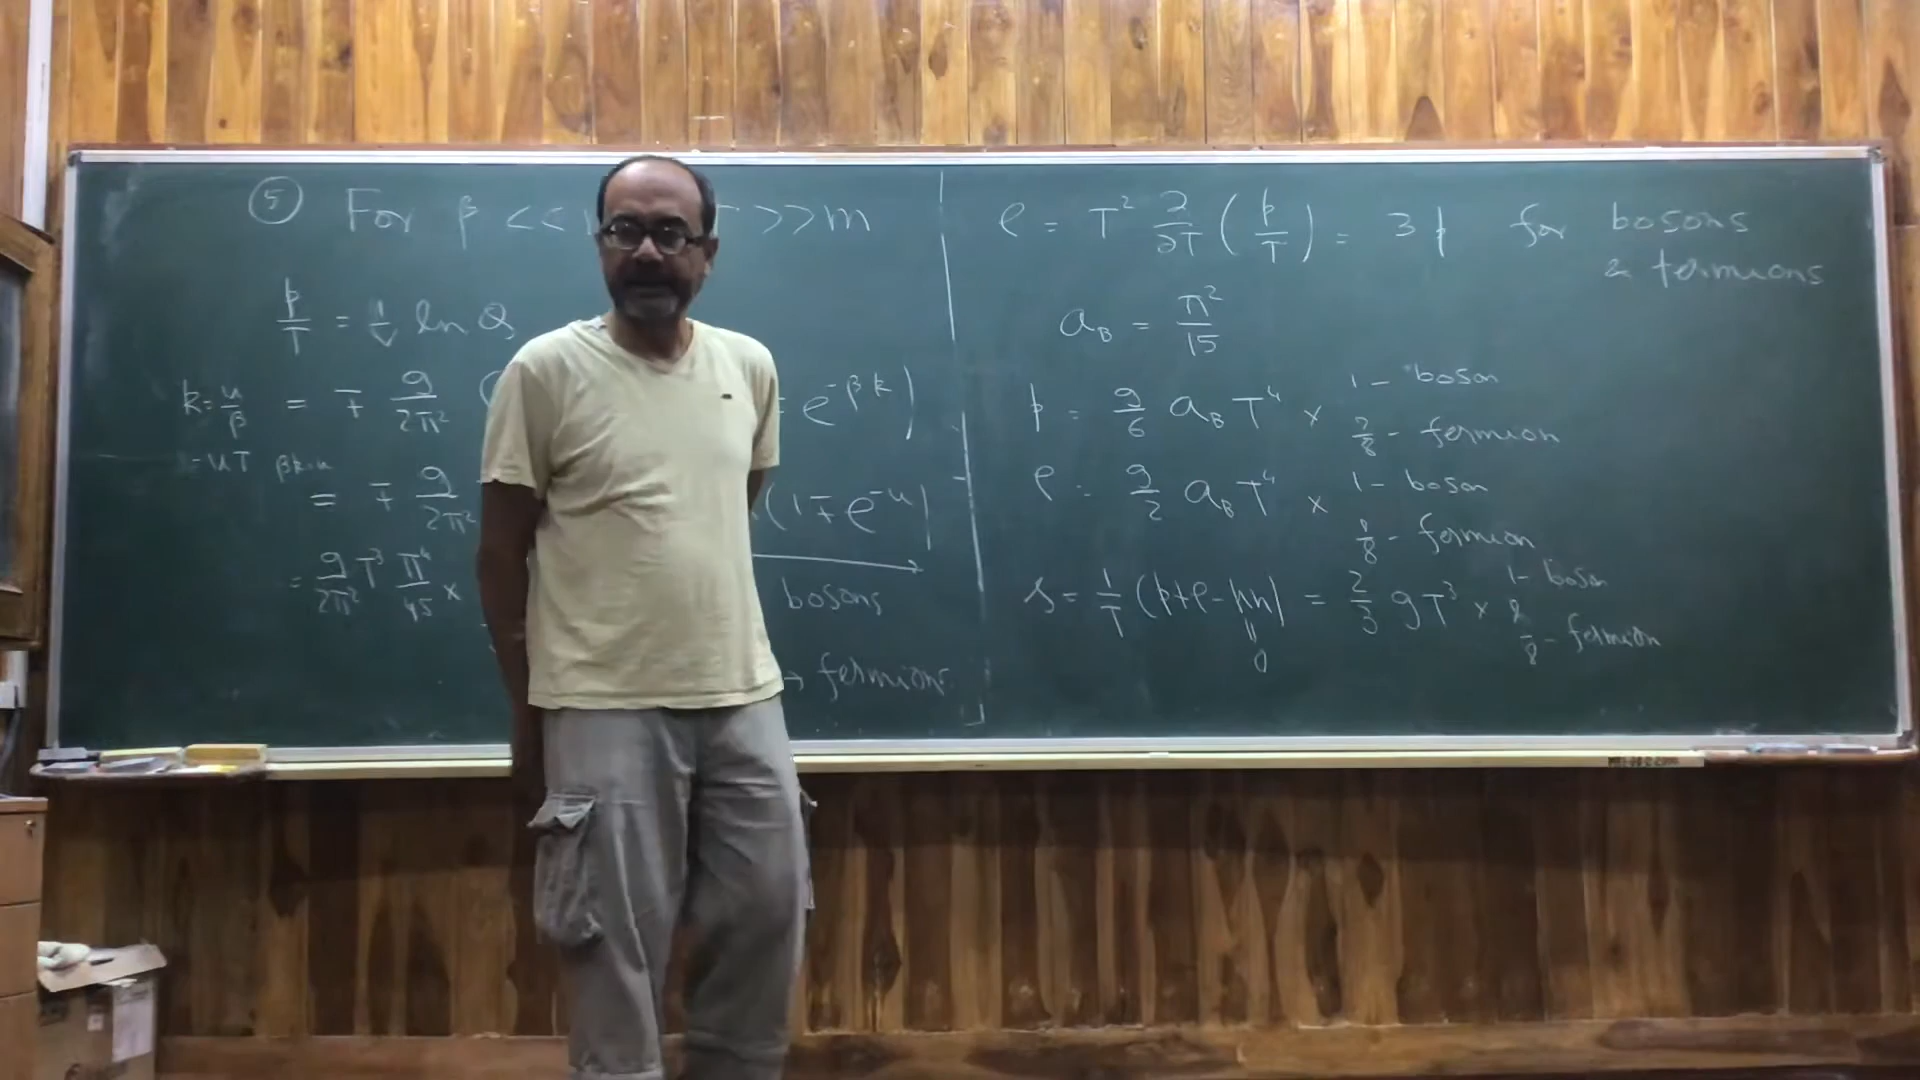 ⑤ For β << >> m
p/T = 1/V ln Q
k = u/β = ∓ g/2π² e^{-βk})
= uT βk=u
= ∓ g/2π² (1∓e^{-u})
= g/2π² T³ π⁴/45 × bosons
→ fermions
ρ = T² ∂/∂T (p/T) = 3p for bosons
& fermions
a_B = π²/15
p = g/6 a_B T⁴ × 1 - boson
7/8 - fermion
ρ = g/2 a_B T⁴ × 1 - boson
7/8 - fermion
s = 1/T (p+ρ-μn) = 2/3 g T³ × 1 - boson
7/8 - fermion
0